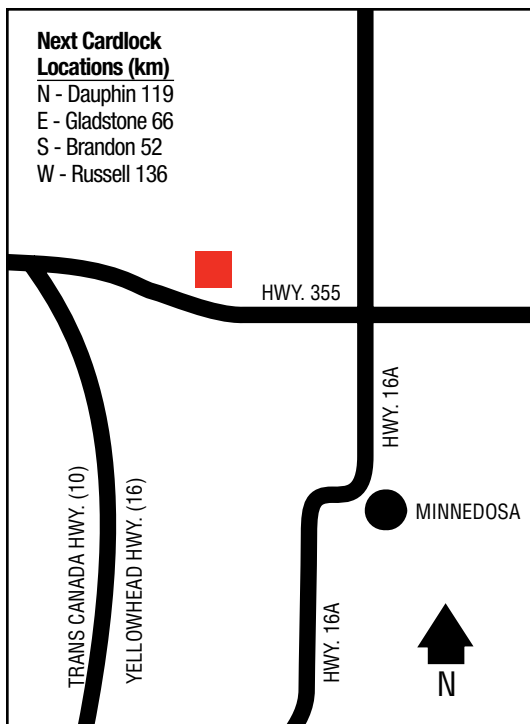 Next Cardlock
Locations (km)
N - Dauphin 119
E - Gladstone 66
S - Brandon 52
W - Russell 136
HWY. 355
HWY. 16A
MINNEDOSA
TRANS CANADA HWY. (10)
YELLOWHEAD HWY. (16)
HWY. 16A
N